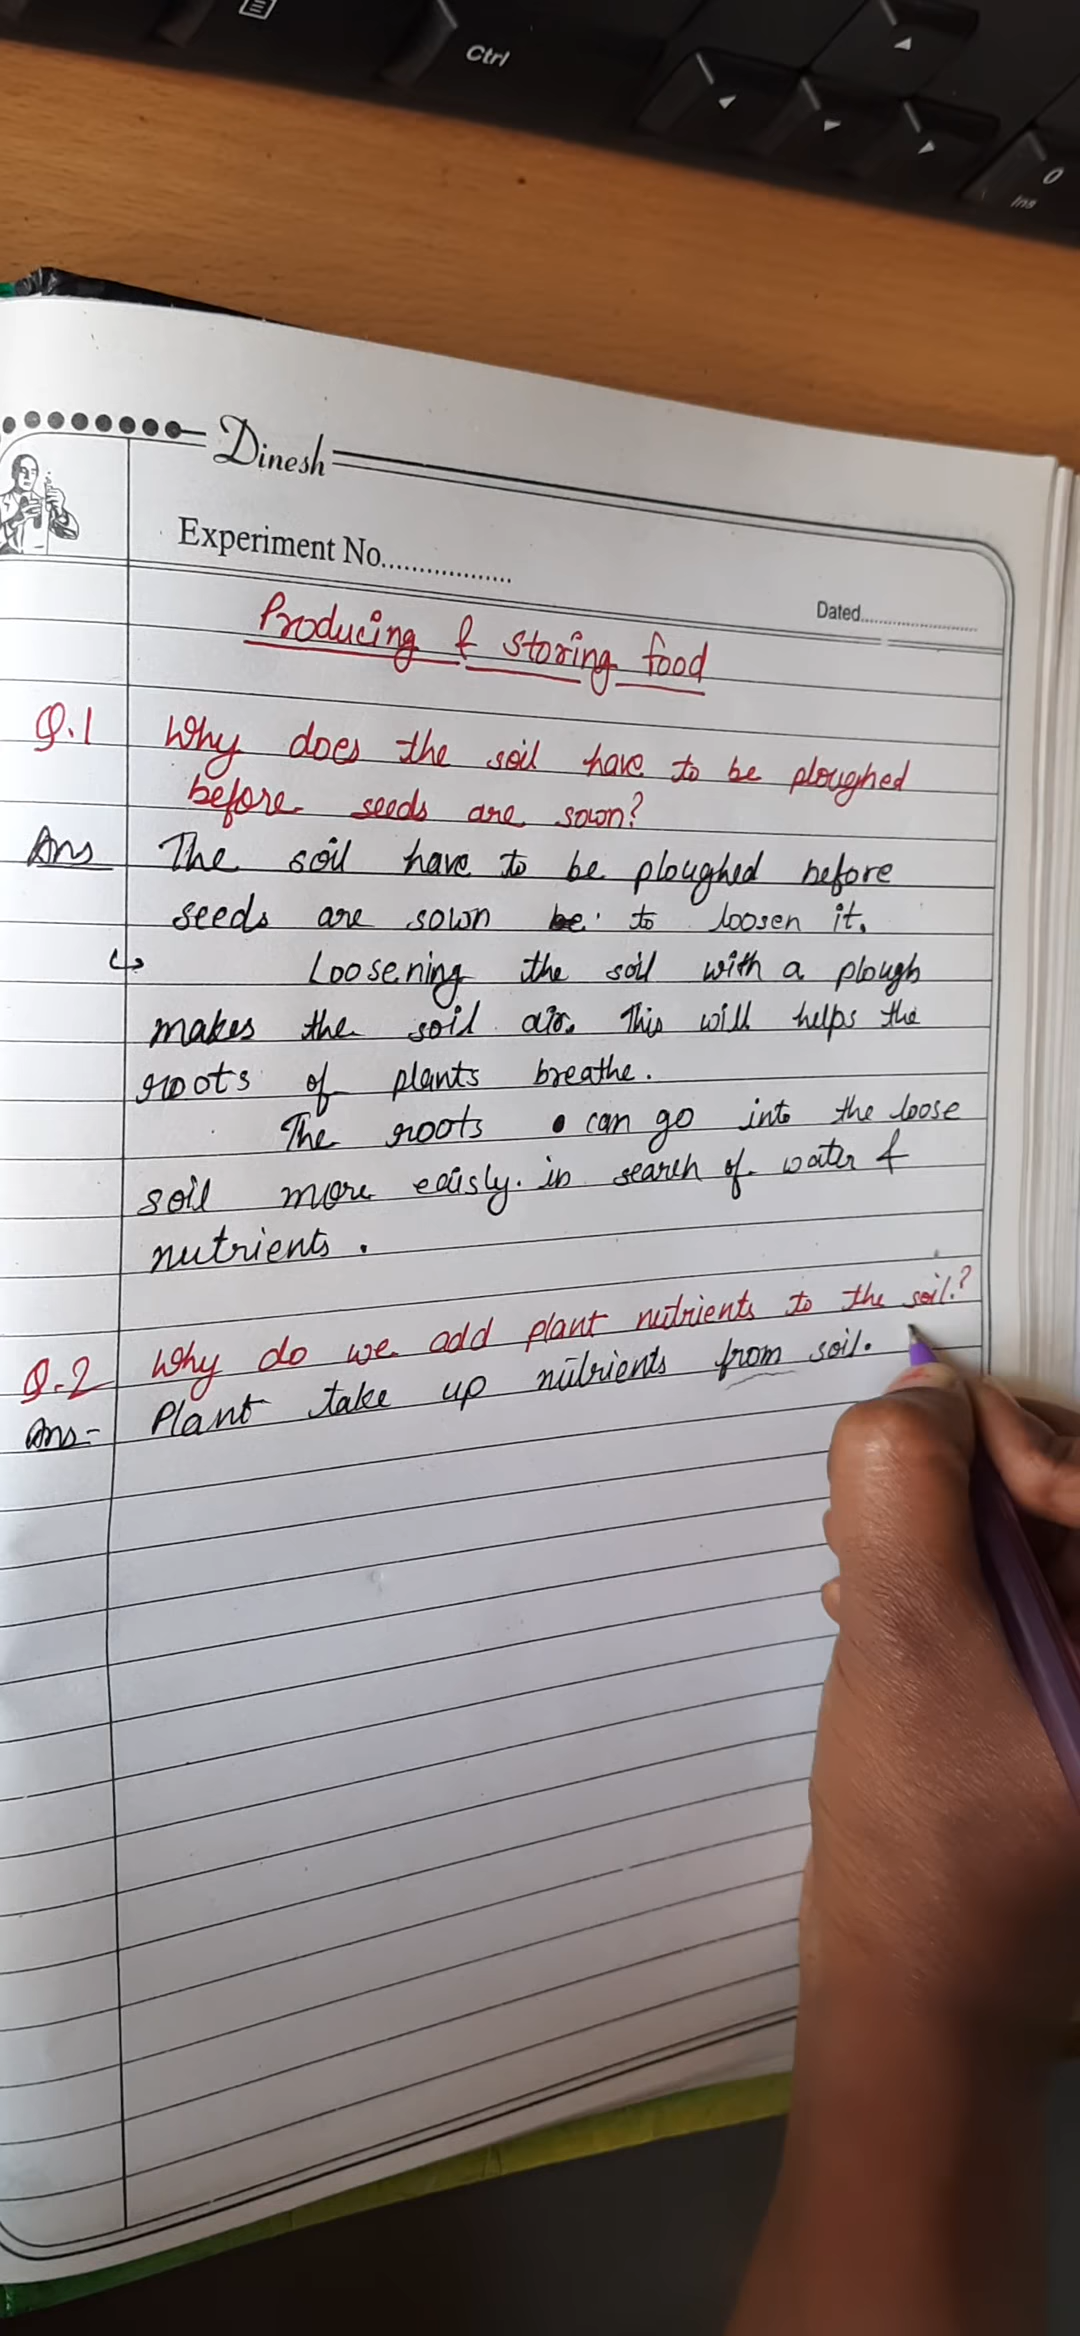 Ctrl
0
Ins
Dinesh
Experiment No..................
Dated..............................
Producing & storing food
Q.1 Why does the soil have to be ploughed
before seeds are sown?
Ans The soil have to be ploughed before
seeds are sown to loosen it.
↳ Loosening the soil with a plough
makes the soil air. This will helps the
roots of plants breathe.
The roots can go into the loose
soil more eaisly. in search of water &
nutrients.
Q.2 Why do we add plant nutrients to the soil.?
Ans- Plant take up nutrients from soil.